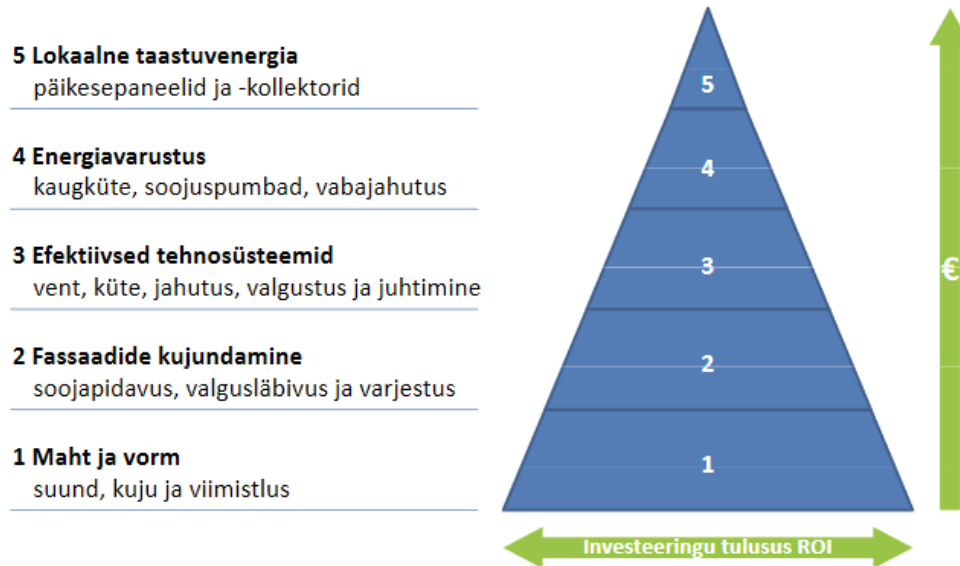 5 Lokaalne taastuvenergia
päikesepaneelid ja -kollektorid
4 Energiavarustus
kaugküte, soojuspumbad, vabajahutus
3 Efektiivsed tehnosüsteemid
vent, küte, jahutus, valgustus ja juhtimine
2 Fassaadide kujundamine
soojapidavus, valgusläbivus ja varjestus
1 Maht ja vorm
suund, kuju ja viimistlus
5
4
3
2
1
€
Investeeringu tulusus ROI